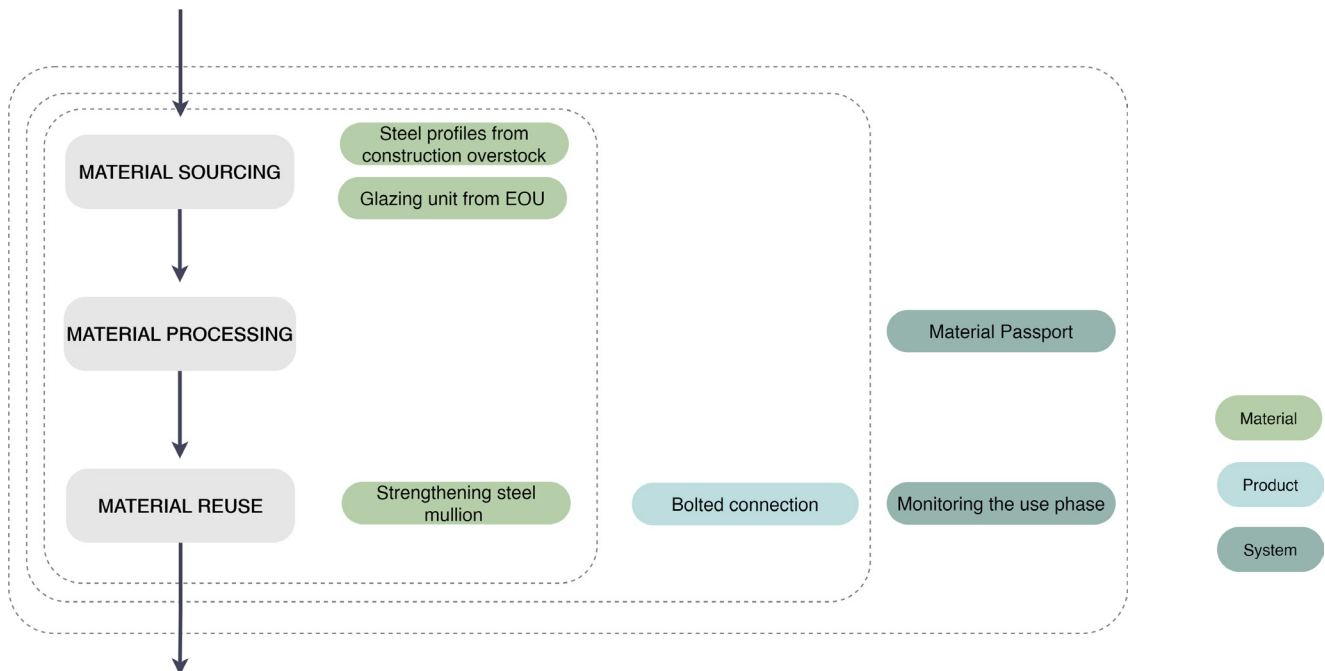 Steel profiles from
construction overstock
MATERIAL SOURCING
Glazing unit from EOU
MATERIAL PROCESSING
Material Passport
Material
Product
MATERIAL REUSE
Strengthening steel
mullion
Bolted connection
Monitoring the use phase
System